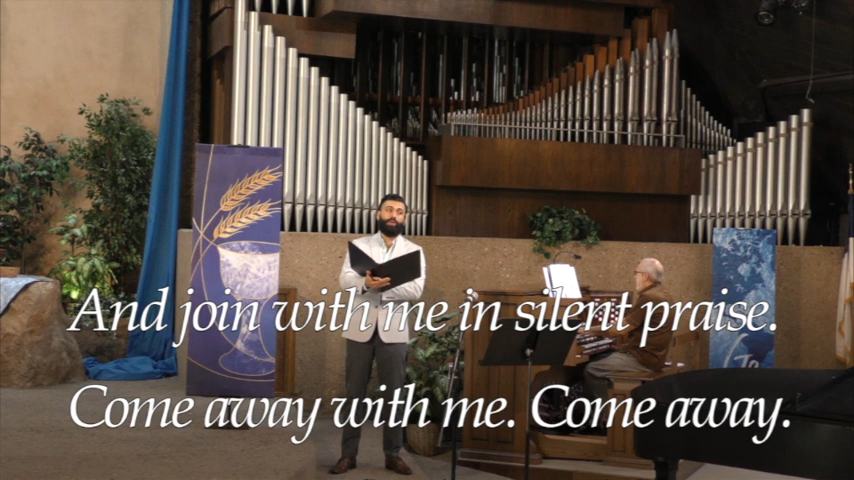 And join with me in silent praise.
Come away with me. Come away.